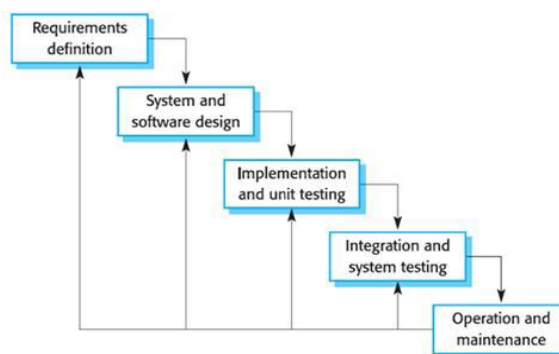 Requirements
definition
System and
software design
Implementation
and unit testing
Integration and
system testing
Operation and
maintenance